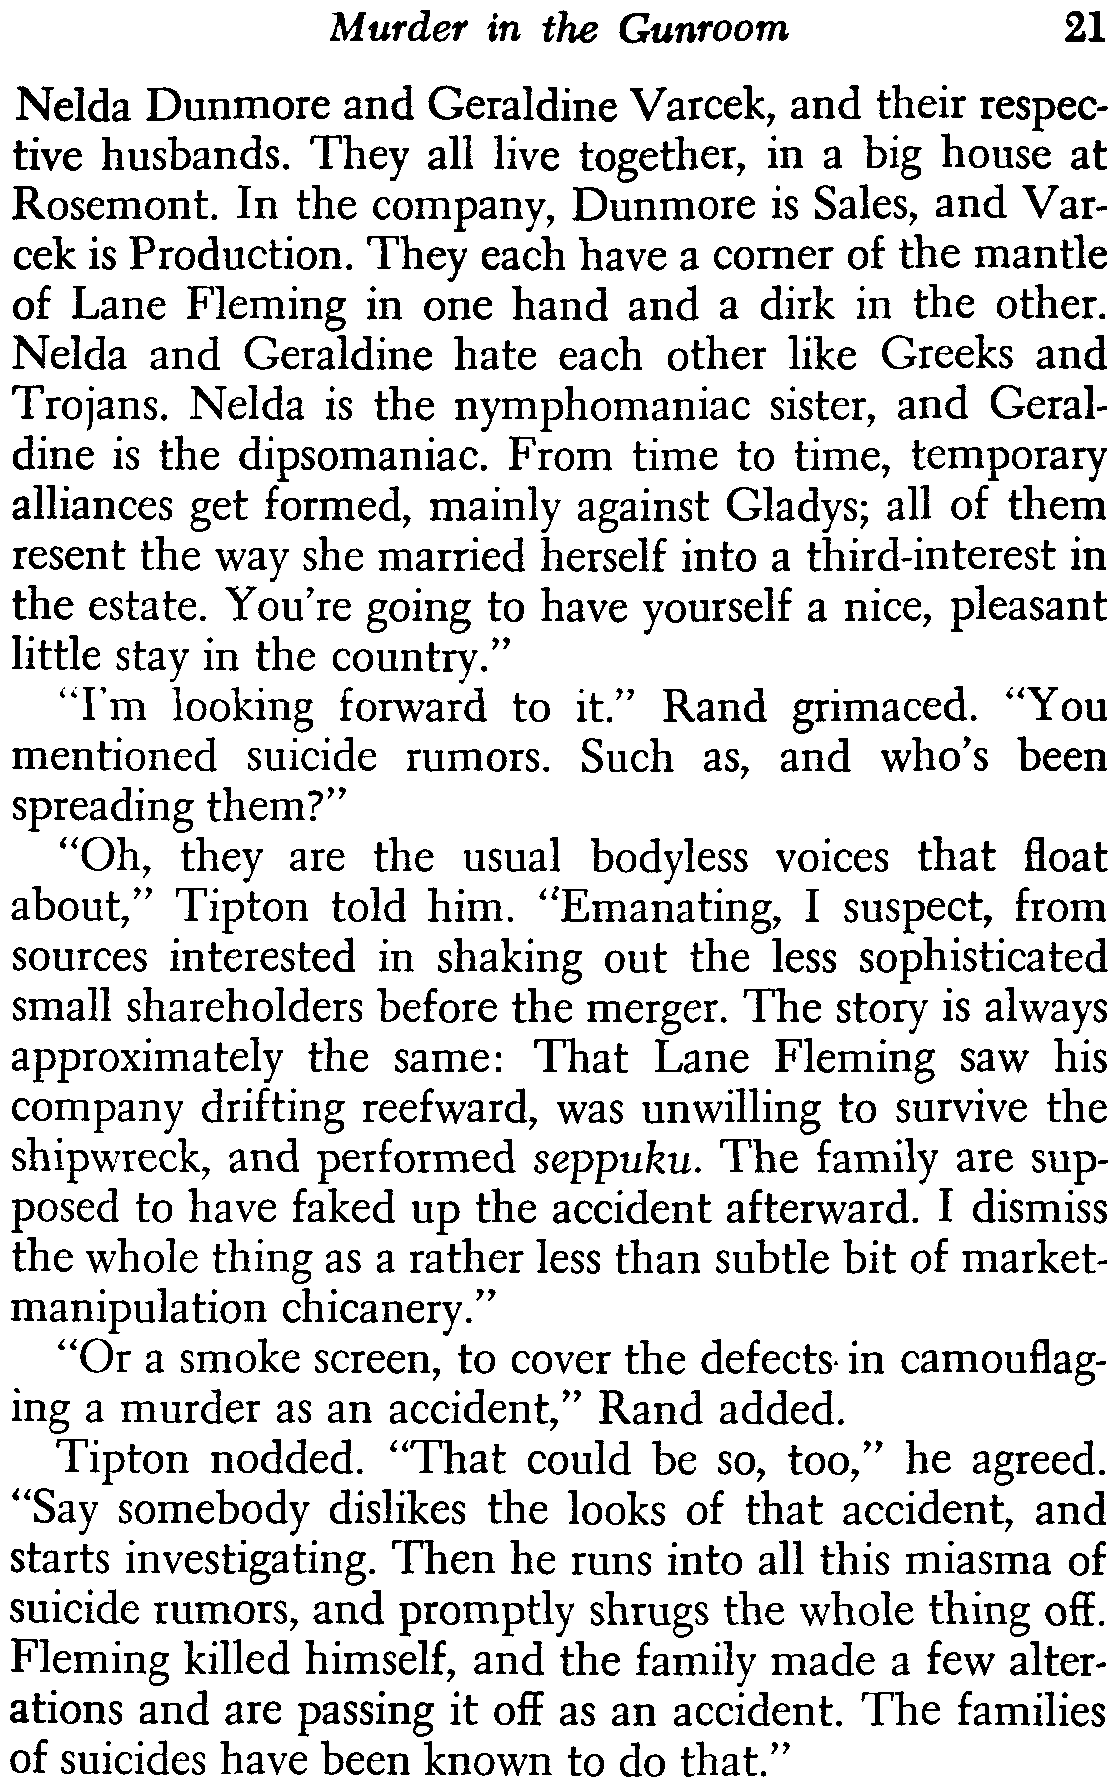 Murder in the Gunroom 21
Nelda Dunmore and Geraldine Varcek, and their respec-
tive husbands. They all live together, in a big house at
Rosemont. In the company, Dunmore is Sales, and Var-
cek is Production. They each have a corner of the mantle
of Lane Fleming in one hand and a dirk in the other.
Nelda and Geraldine hate each other like Greeks and
Trojans. Nelda is the nymphomaniac sister, and Geral-
dine is the dipsomaniac. From time to time, temporary
alliances get formed, mainly against Gladys; all of them
resent the way she married herself into a third-interest in
the estate. You're going to have yourself a nice, pleasant
little stay in the country."
"I'm looking forward to it." Rand grimaced. "You
mentioned suicide rumors. Such as, and who's been
spreading them?"
"Oh, they are the usual bodyless voices that float
about," Tipton told him. "Emanating, I suspect, from
sources interested in shaking out the less sophisticated
small shareholders before the merger. The story is always
approximately the same: That Lane Fleming saw his
company drifting reefward, was unwilling to survive the
shipwreck, and performed seppuku. The family are sup-
posed to have faked up the accident afterward. I dismiss
the whole thing as a rather less than subtle bit of market-
manipulation chicanery."
"Or a smoke screen, to cover the defects in camouflag-
ing a murder as an accident," Rand added.
Tipton nodded. "That could be so, too," he agreed.
"Say somebody dislikes the looks of that accident, and
starts investigating. Then he runs into all this miasma of
suicide rumors, and promptly shrugs the whole thing off.
Fleming killed himself, and the family made a few alter-
ations and are passing it off as an accident. The families
of suicides have been known to do that."